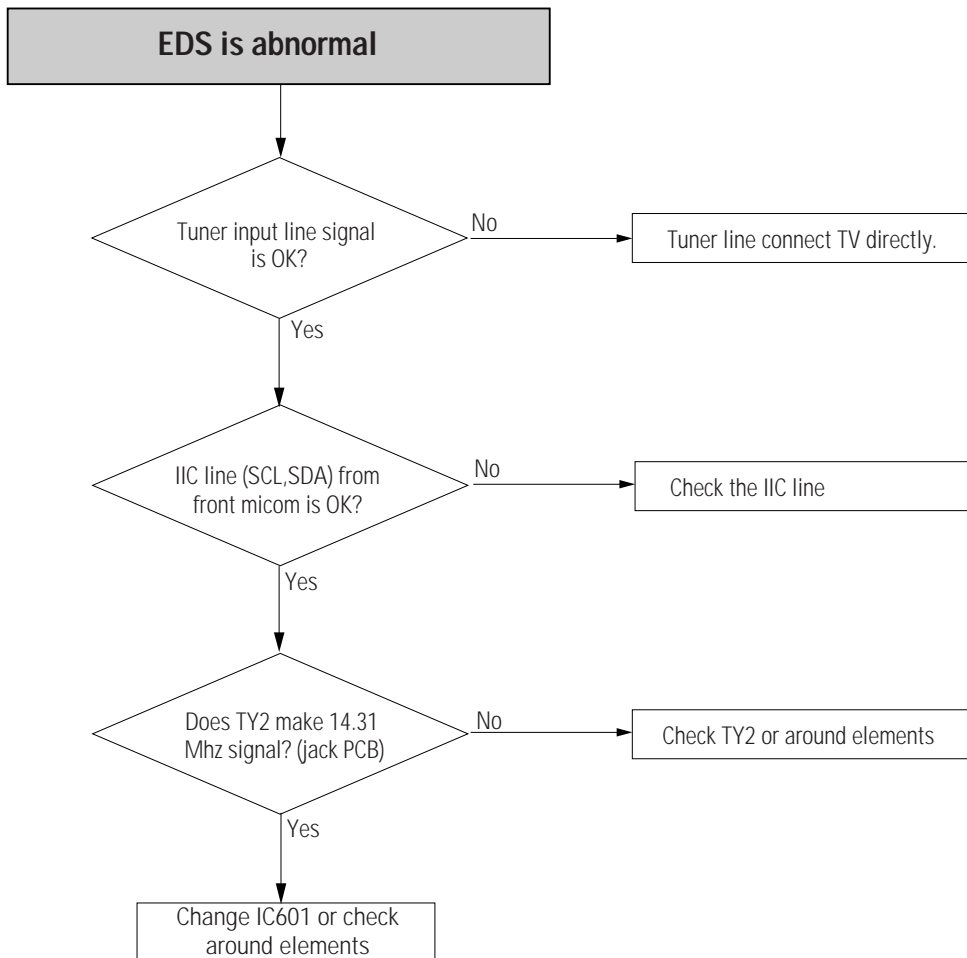 EDS is abnormal
Tuner input line signal
is OK?
No
Tuner line connect TV directly.
Yes
IIC line (SCL,SDA) from
front micom is OK?
No
Check the IIC line
Yes
Does TY2 make 14.31
Mhz signal? (jack PCB)
No
Check TY2 or around elements
Yes
Change IC601 or check
around elements